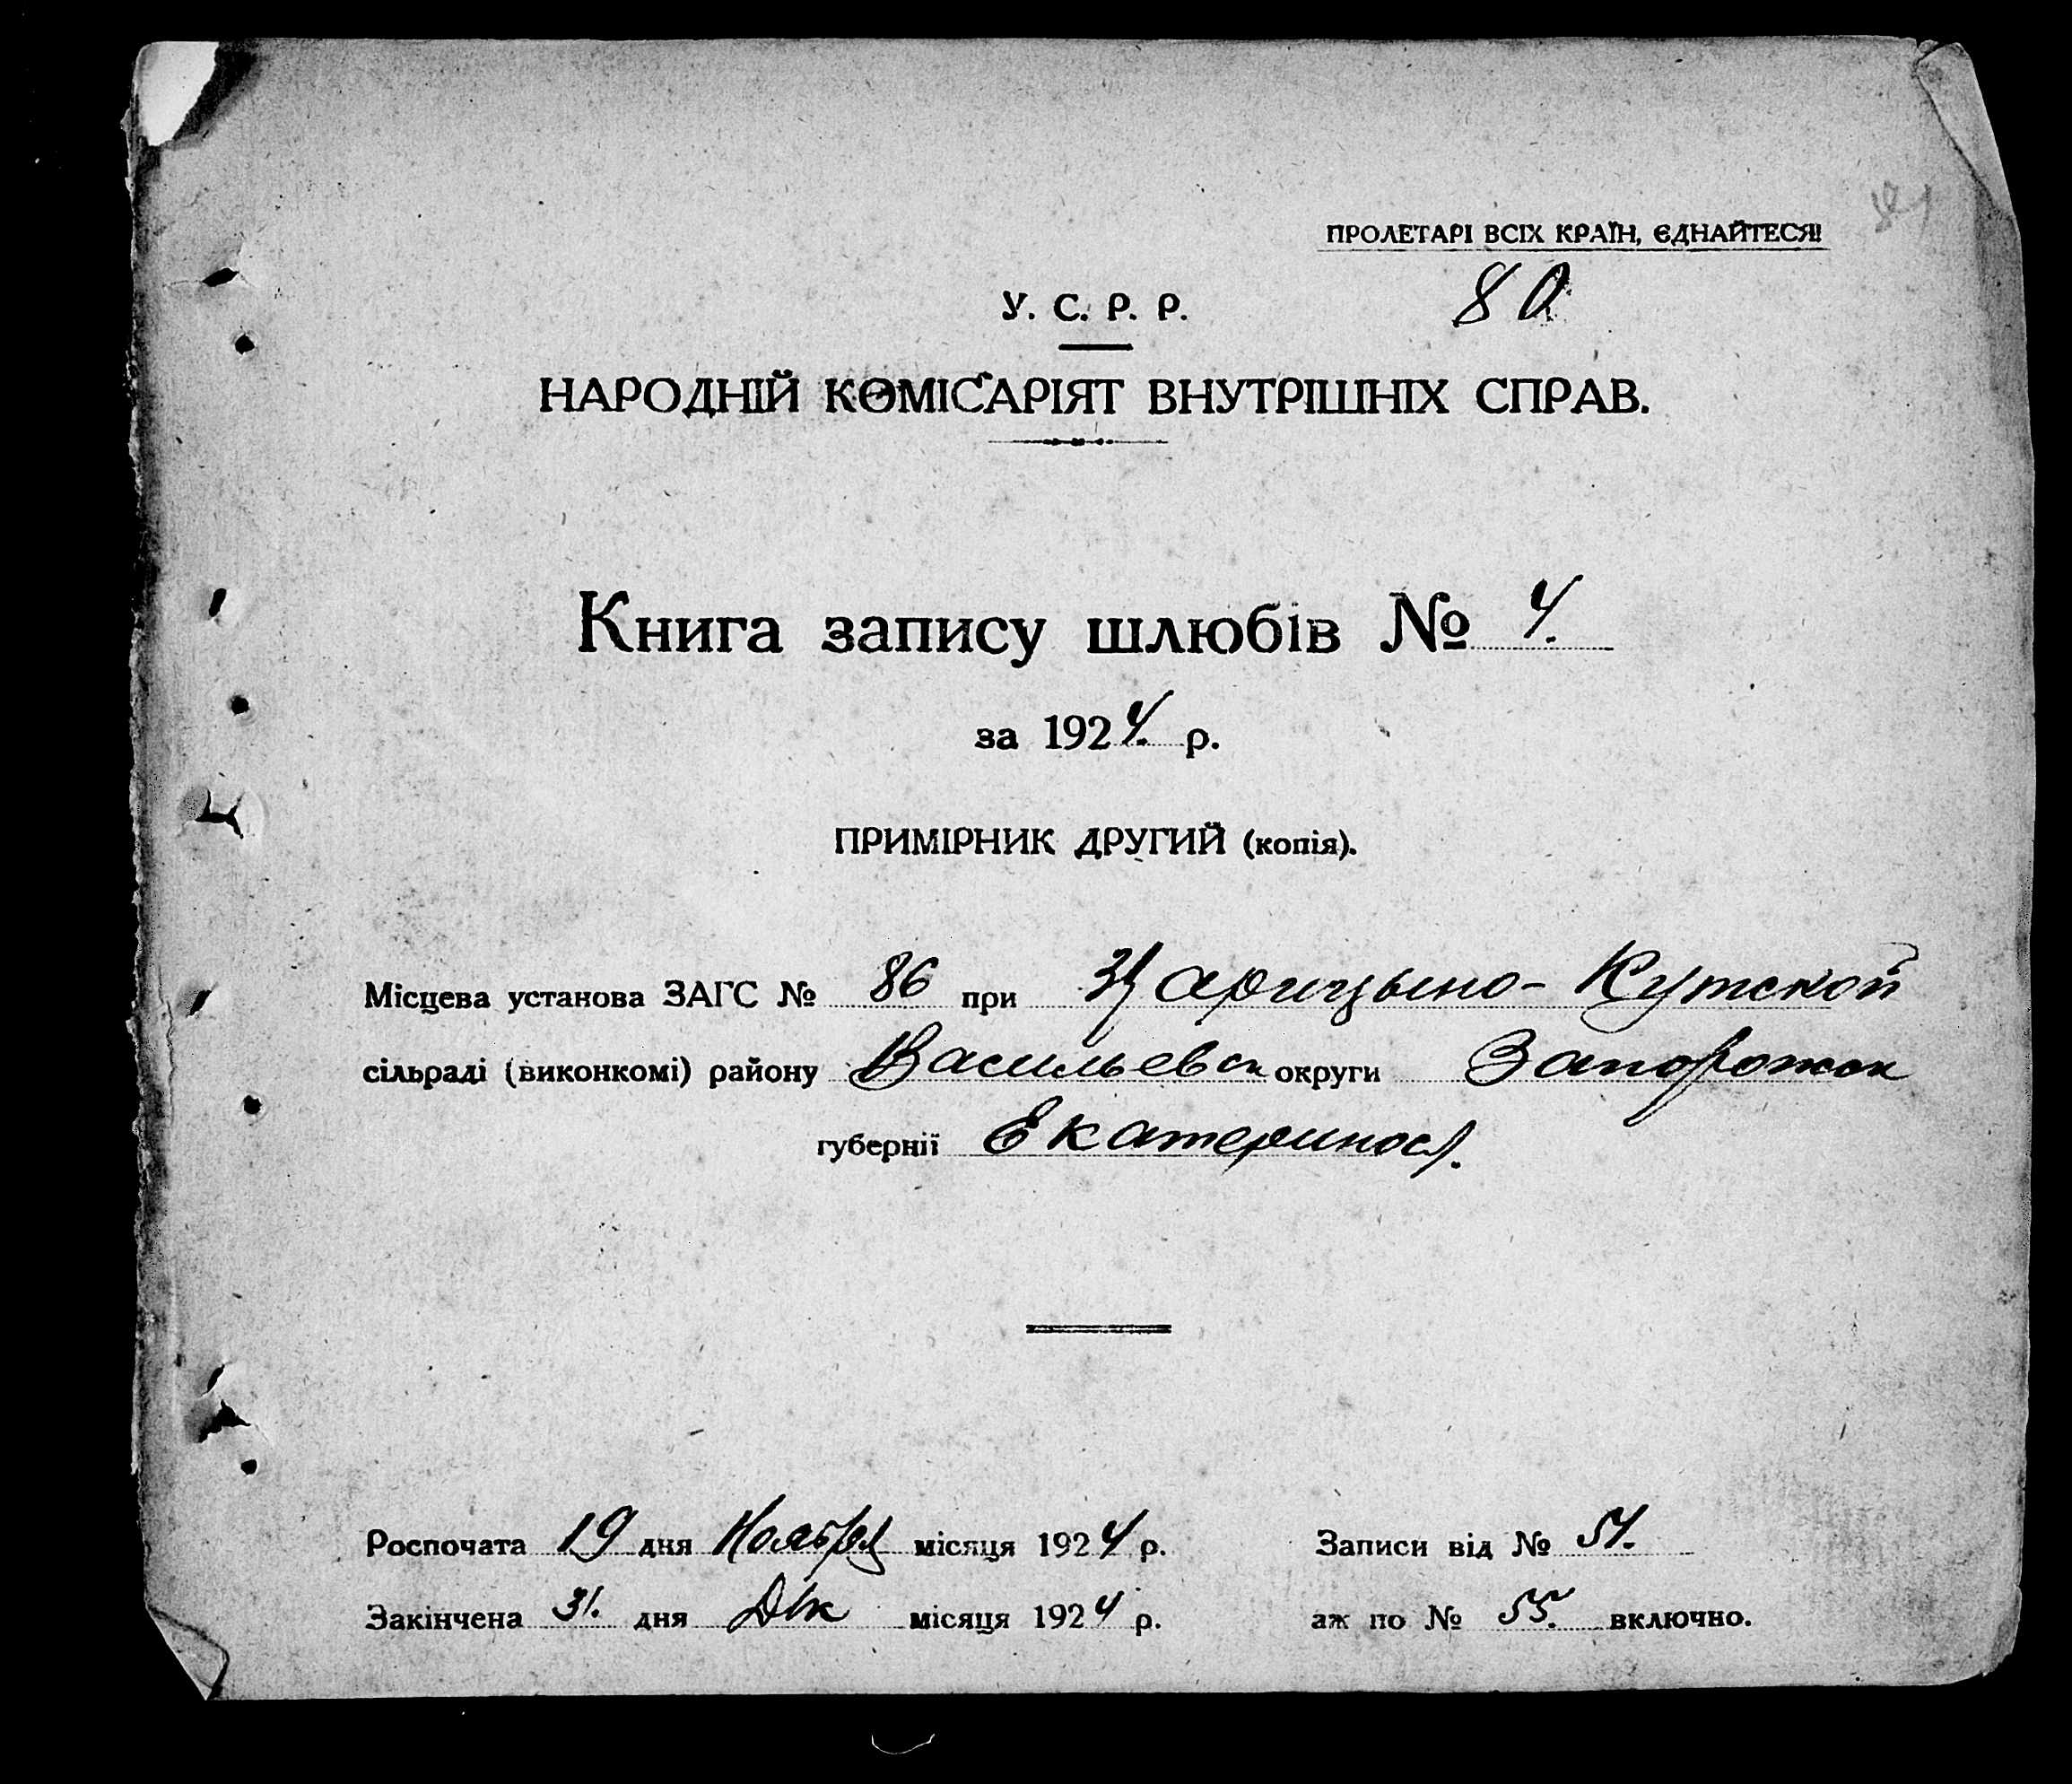 ПРОЛЕТАРІ ВСІХ КРАЇН, ЄДНАЙТЕСЯ!
80
У. С. Р. Р.
НАРОДНІЙ КОМІСАРІЯТ ВНУТРІШНІХ СПРАВ.
Книга запису шлюбів № 4.
за 1924. р.
ПРИМІРНИК ДРУГИЙ (копія).
Місцева установа ЗАГС № 86 при Царицыно-Кутской
сільраді (виконкомі) району Васильевск округи Запорожск
губернії Екатериносл.
Роспочата 19 дня Ноября місяця 1924 р. Записи від № 51.
Закінчена 31. дня Дек місяця 1924 р. аж по № 55. включно.